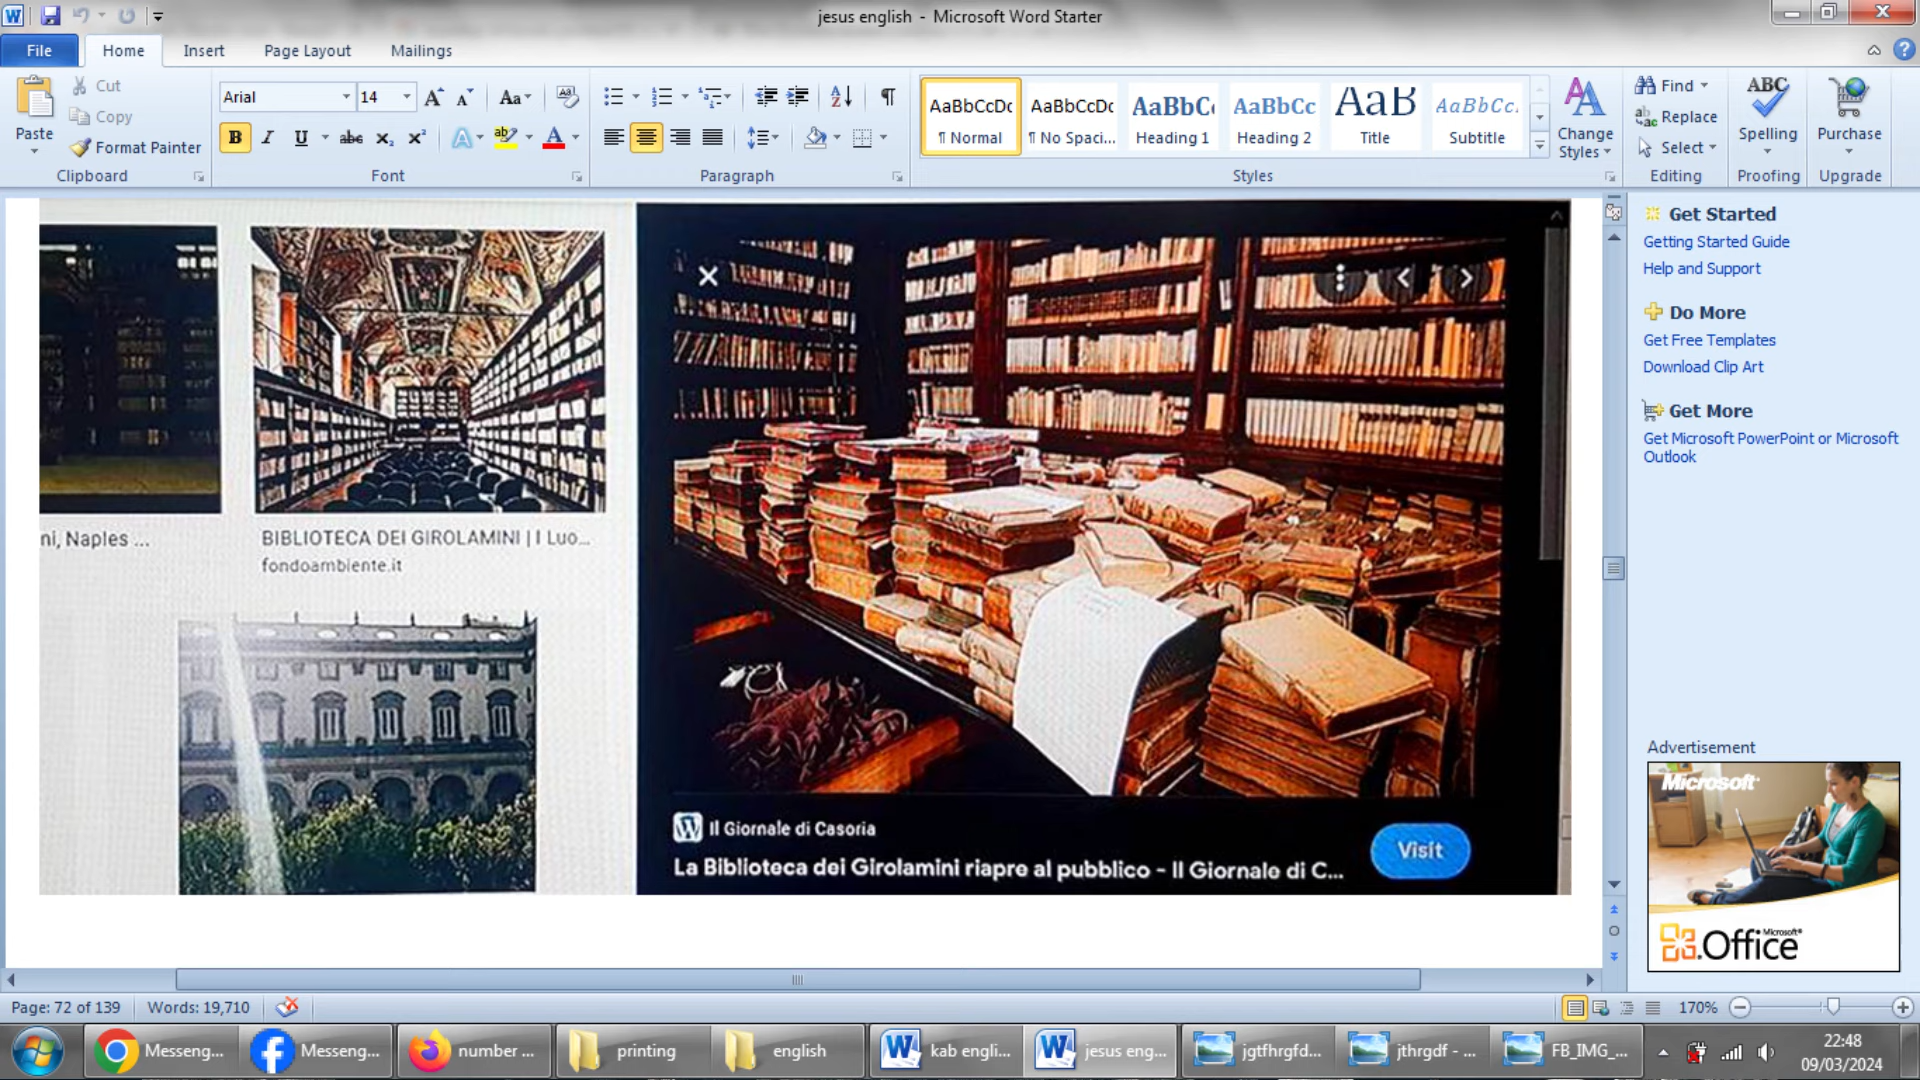 jesus english - Microsoft Word Starter
File Home Insert Page Layout Mailings
Paste
Cut
Copy
Format Painter
Clipboard
Arial 14
Font
Paragraph
AaBbCcDc AaBbCcDc AaBbC AaBbCc AaB AaBbCc.
¶ Normal ¶ No Spaci... Heading 1 Heading 2 Title Subtitle
Styles
Change
Styles
Find
Replace
Select
Editing
ABC
Spelling
Proofing
Purchase
Upgrade
ni, Naples ...
BIBLIOTECA DEI GIROLAMINI | I Luo...
fondoambiente.it
Il Giornale di Casoria
La Biblioteca dei Girolamini riapre al pubblico - Il Giornale di C...
Visit
Get Started
Getting Started Guide
Help and Support
Do More
Get Free Templates
Download Clip Art
Get More
Get Microsoft PowerPoint or Microsoft
Outlook
Advertisement
Microsoft
Microsoft
Office
Page: 72 of 139 Words: 19,710
170%
Messeng... Messeng... number ... printing english kab engli... jesus eng... jgtfhrgfd... jthrgdf - ... FB_IMG_...
22:48
09/03/2024